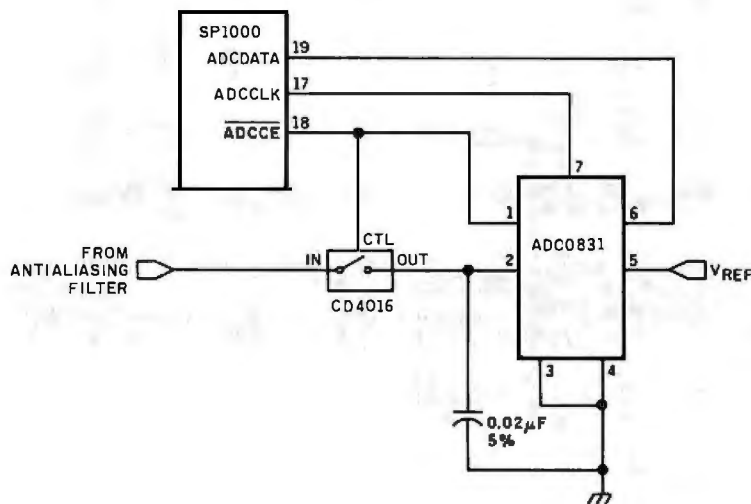 SP1000
ADCDATA
19
ADCCLK
17
ADCCE
18
7
1
6
ADC0831
FROM
ANTIALIASING
FILTER
IN
CTL
OUT
CD4016
2
5
VREF
3
4
0.02µF
5%